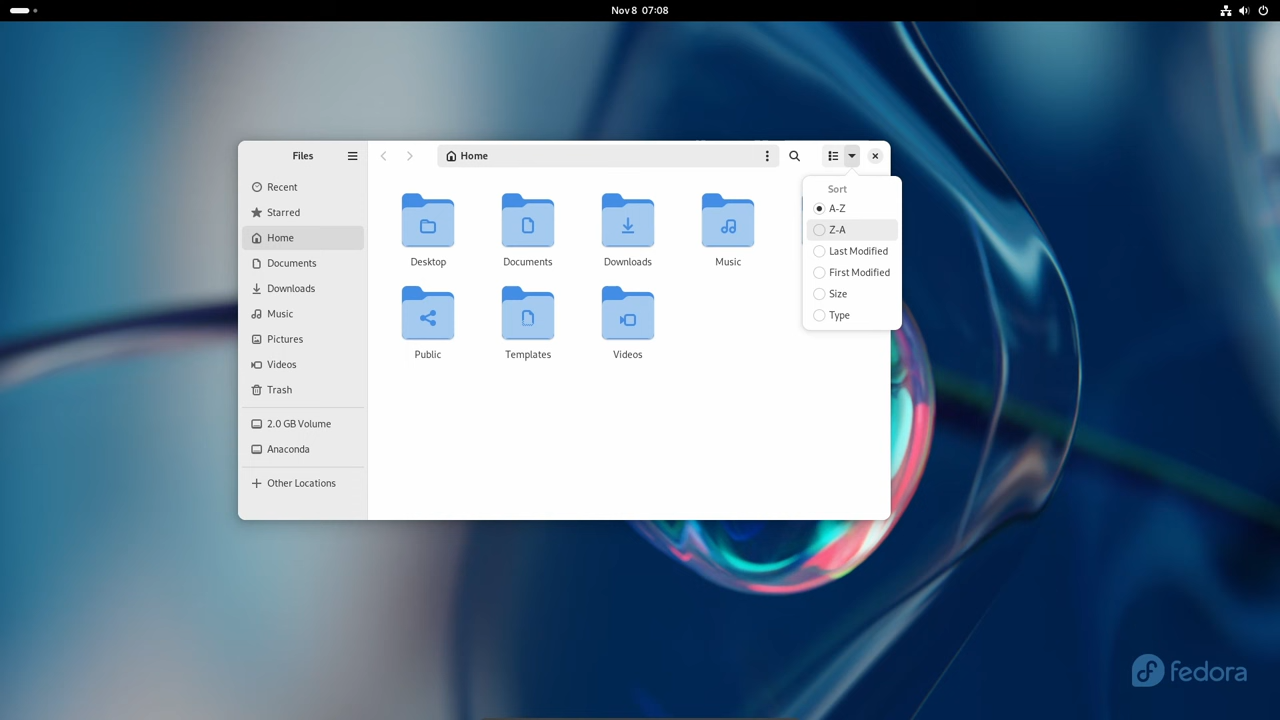 Nov 8 07:08
Files
Home
Recent
Starred
Home
Documents
Downloads
Music
Pictures
Videos
Trash
2.0 GB Volume
Anaconda
Other Locations
Desktop
Documents
Downloads
Music
Public
Templates
Videos
Sort
A-Z
Z-A
Last Modified
First Modified
Size
Type
fedora